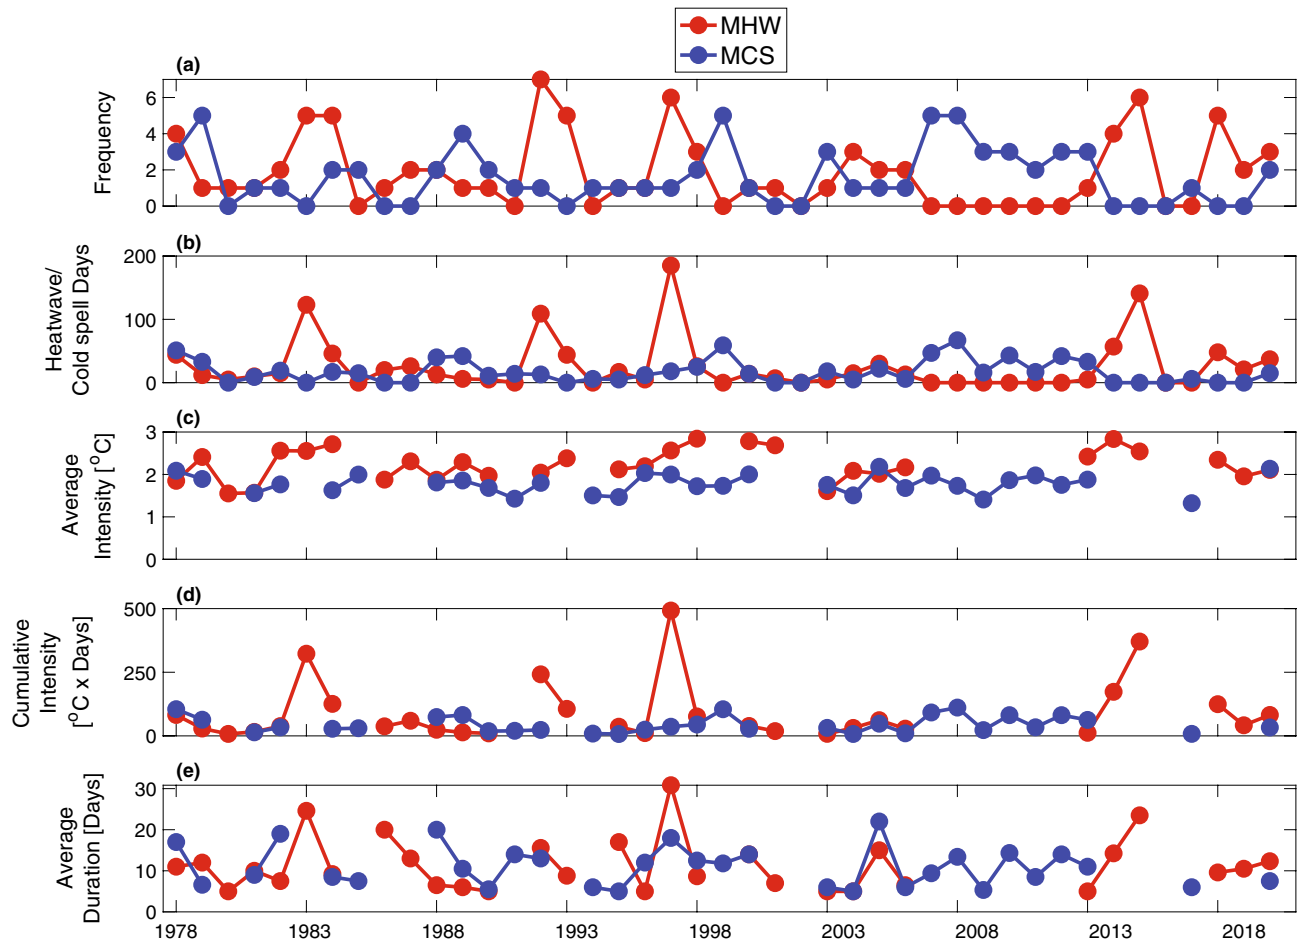 MHW
MCS
(a)
Frequency
6
4
2
0
(b)
Heatwave/
Cold spell Days
200
100
0
(c)
Average
Intensity [°C]
3
2
1
0
(d)
Cumulative
Intensity
[°C x Days]
500
250
0
(e)
Average
Duration [Days]
30
20
10
0
1978 1983 1988 1993 1998 2003 2008 2013 2018